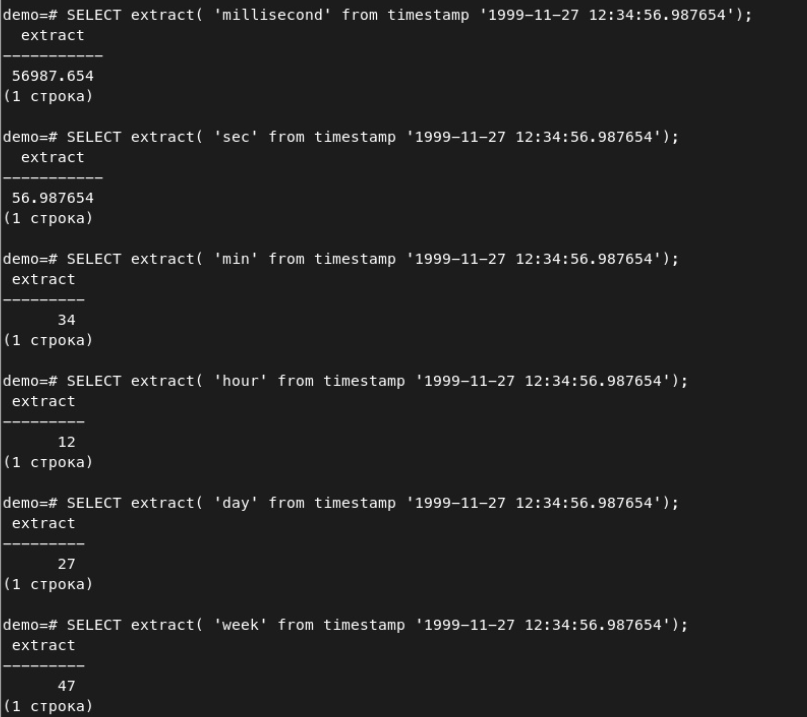 demo=# SELECT extract( 'millisecond' from timestamp '1999-11-27 12:34:56.987654');
extract
-----------
56987.654
(1 строка)
demo=# SELECT extract( 'sec' from timestamp '1999-11-27 12:34:56.987654');
extract
-----------
56.987654
(1 строка)
demo=# SELECT extract( 'min' from timestamp '1999-11-27 12:34:56.987654');
extract
---------
34
(1 строка)
demo=# SELECT extract( 'hour' from timestamp '1999-11-27 12:34:56.987654');
extract
---------
12
(1 строка)
demo=# SELECT extract( 'day' from timestamp '1999-11-27 12:34:56.987654');
extract
---------
27
(1 строка)
demo=# SELECT extract( 'week' from timestamp '1999-11-27 12:34:56.987654');
extract
---------
47
(1 строка)